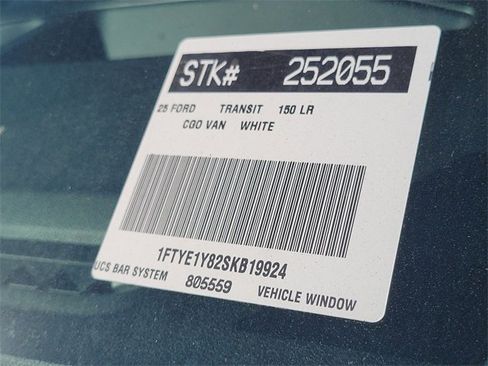 STK# 252055
25 FORD TRANSIT 150 LR
CGO VAN WHITE
1FTYE1Y82SKB19924
UCS BAR SYSTEM 805559 VEHICLE WINDOW